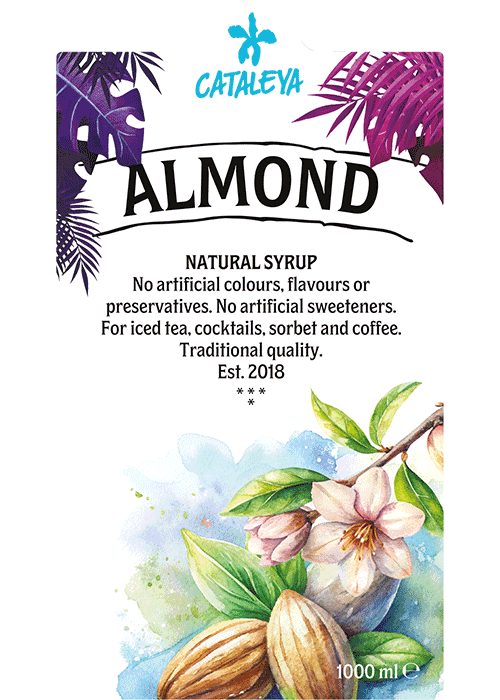 CATALEYA
ALMOND
NATURAL SYRUP
No artificial colours, flavours or
preservatives. No artificial sweeteners.
For iced tea, cocktails, sorbet and coffee.
Traditional quality.
Est. 2018
* * *
*
1000 ml ℮